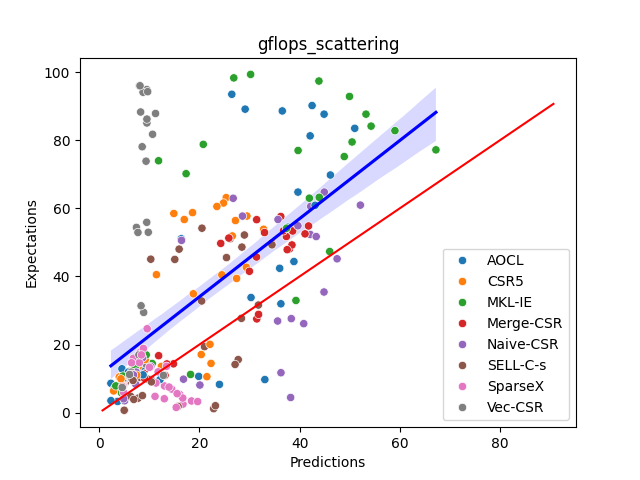 gflops_scattering
Expectations
100
80
60
40
20
0
0 20 40 60 80
Predictions
AOCL
CSR5
MKL-IE
Merge-CSR
Naive-CSR
SELL-C-s
SparseX
Vec-CSR